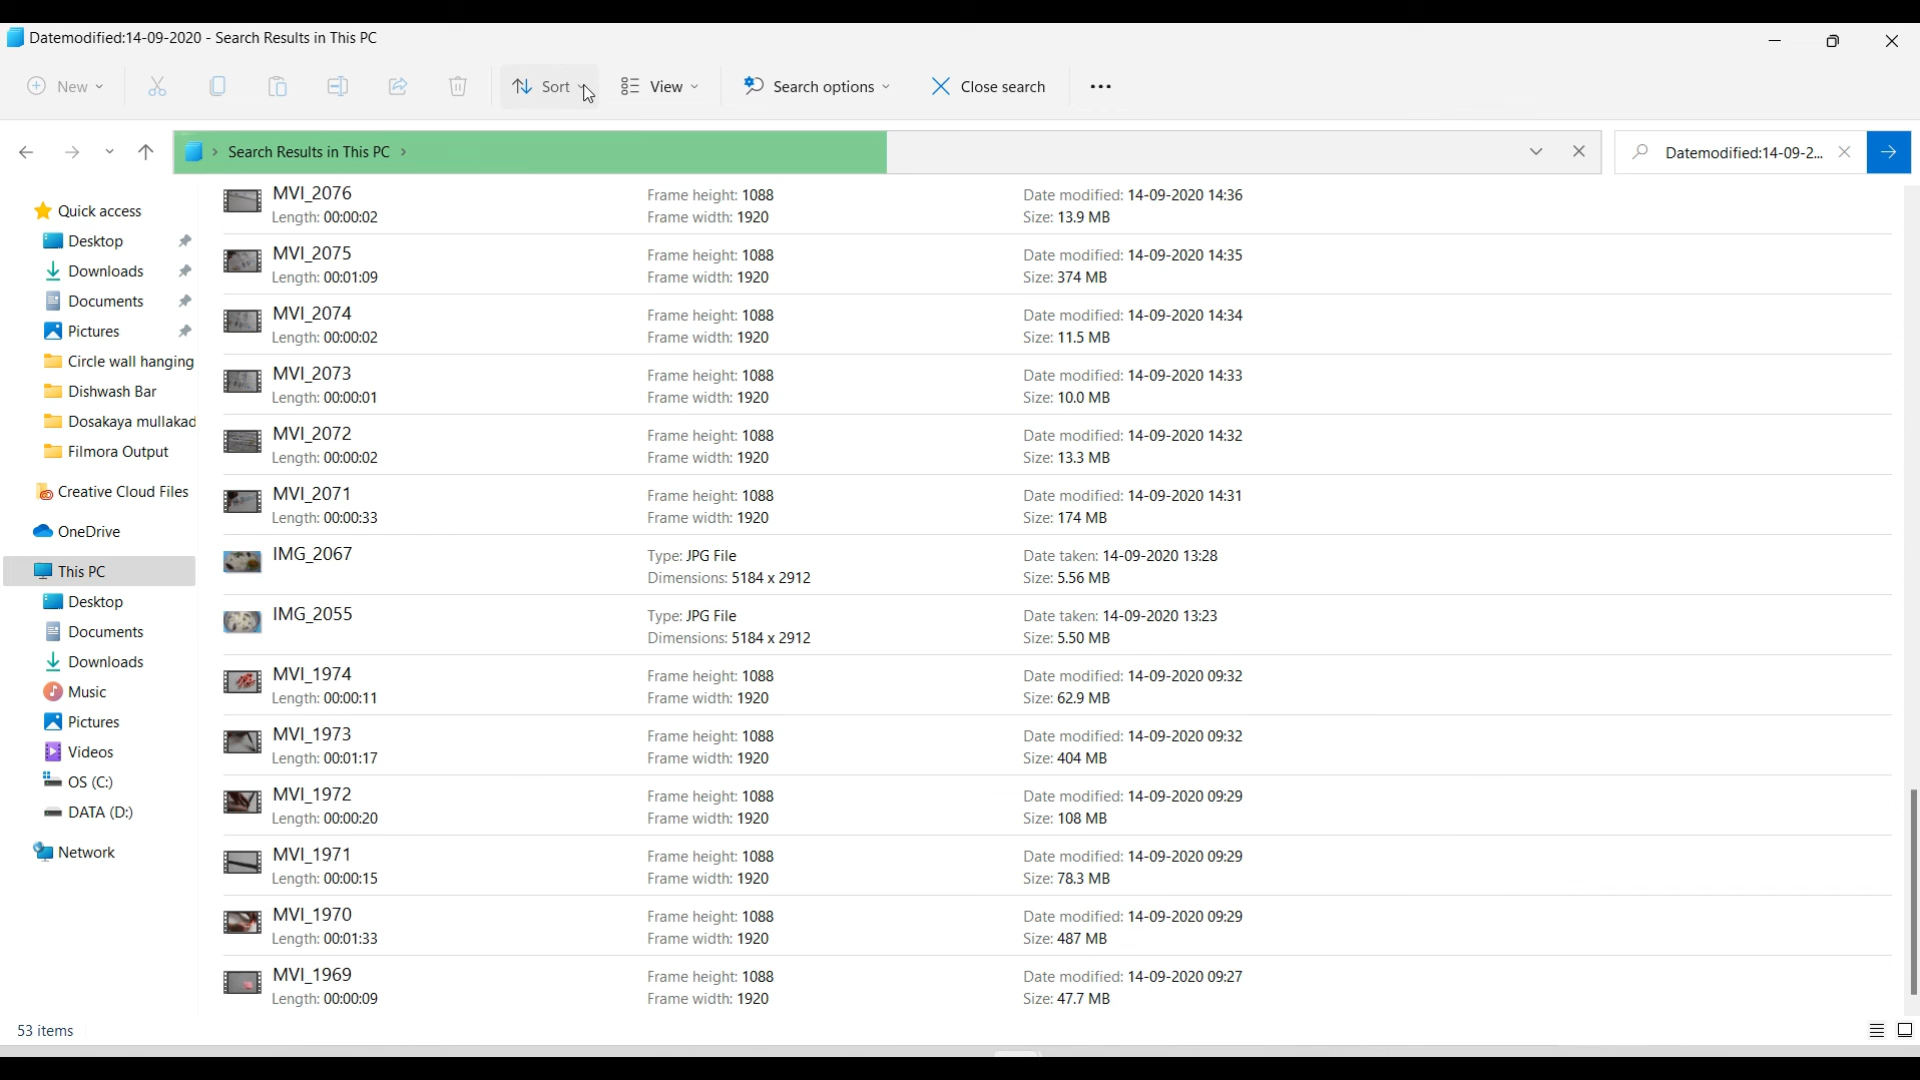 Datemodified:14-09-2020 - Search Results in This PC
New
Sort
View
Search options
Close search
Search Results in This PC
Datemodified:14-09-2...
Quick access
Desktop
Downloads
Documents
Pictures
Circle wall hanging
Dishwash Bar
Dosakaya mullakad
Filmora Output
Creative Cloud Files
OneDrive
This PC
Desktop
Documents
Downloads
Music
Pictures
Videos
OS (C:)
DATA (D:)
Network
MVI_2076 Frame height: 1088 Date modified: 14-09-2020 14:36
Length: 00:00:02 Frame width: 1920 Size: 13.9 MB
MVI_2075 Frame height: 1088 Date modified: 14-09-2020 14:35
Length: 00:01:09 Frame width: 1920 Size: 374 MB
MVI_2074 Frame height: 1088 Date modified: 14-09-2020 14:34
Length: 00:00:02 Frame width: 1920 Size: 11.5 MB
MVI_2073 Frame height: 1088 Date modified: 14-09-2020 14:33
Length: 00:00:01 Frame width: 1920 Size: 10.0 MB
MVI_2072 Frame height: 1088 Date modified: 14-09-2020 14:32
Length: 00:00:02 Frame width: 1920 Size: 13.3 MB
MVI_2071 Frame height: 1088 Date modified: 14-09-2020 14:31
Length: 00:00:33 Frame width: 1920 Size: 174 MB
IMG_2067 Type: JPG File Date taken: 14-09-2020 13:28
Dimensions: 5184 x 2912 Size: 5.56 MB
IMG_2055 Type: JPG File Date taken: 14-09-2020 13:23
Dimensions: 5184 x 2912 Size: 5.50 MB
MVI_1974 Frame height: 1088 Date modified: 14-09-2020 09:32
Length: 00:00:11 Frame width: 1920 Size: 62.9 MB
MVI_1973 Frame height: 1088 Date modified: 14-09-2020 09:32
Length: 00:01:17 Frame width: 1920 Size: 404 MB
MVI_1972 Frame height: 1088 Date modified: 14-09-2020 09:29
Length: 00:00:20 Frame width: 1920 Size: 108 MB
MVI_1971 Frame height: 1088 Date modified: 14-09-2020 09:29
Length: 00:00:15 Frame width: 1920 Size: 78.3 MB
MVI_1970 Frame height: 1088 Date modified: 14-09-2020 09:29
Length: 00:01:33 Frame width: 1920 Size: 487 MB
MVI_1969 Frame height: 1088 Date modified: 14-09-2020 09:27
Length: 00:00:09 Frame width: 1920 Size: 47.7 MB
53 items